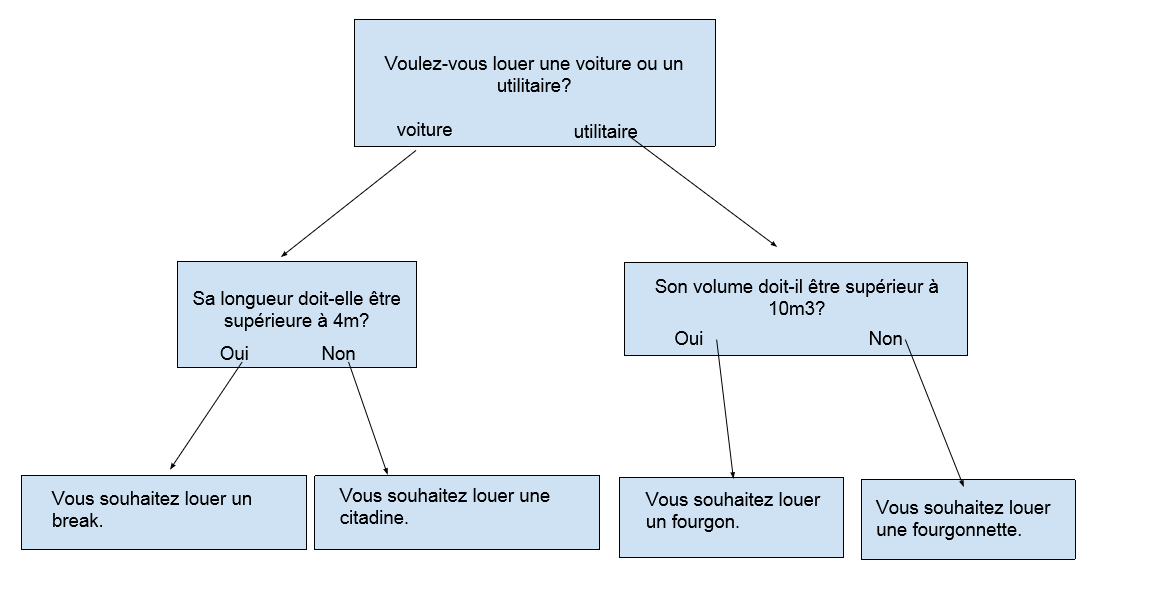 Voulez-vous louer une voiture ou un
utilitaire?
voiture
utilitaire
Sa longueur doit-elle être
supérieure à 4m?
Oui
Non
Son volume doit-il être supérieur à
10m3?
Oui
Non
Vous souhaitez louer un
break.
Vous souhaitez louer une
citadine.
Vous souhaitez louer
un fourgon.
Vous souhaitez louer
une fourgonnette.